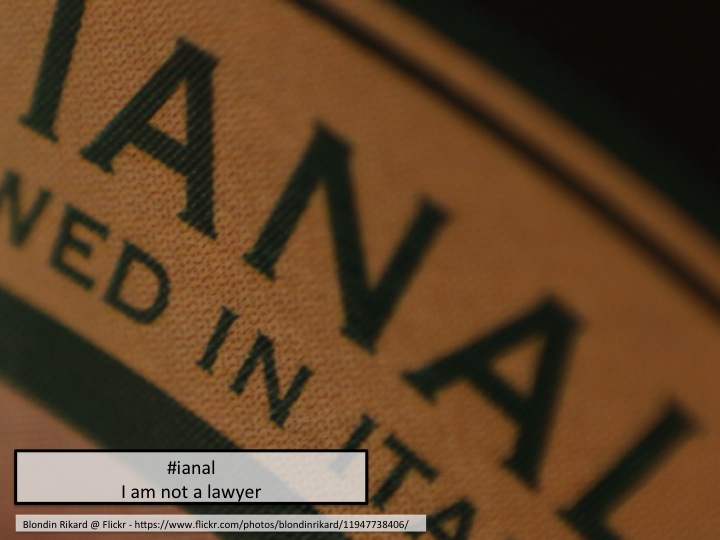 IANAL
NED IN ITA
#ianal
I am not a lawyer
Blondin Rikard @ Flickr - https://www.flickr.com/photos/blondinrikard/11947738406/